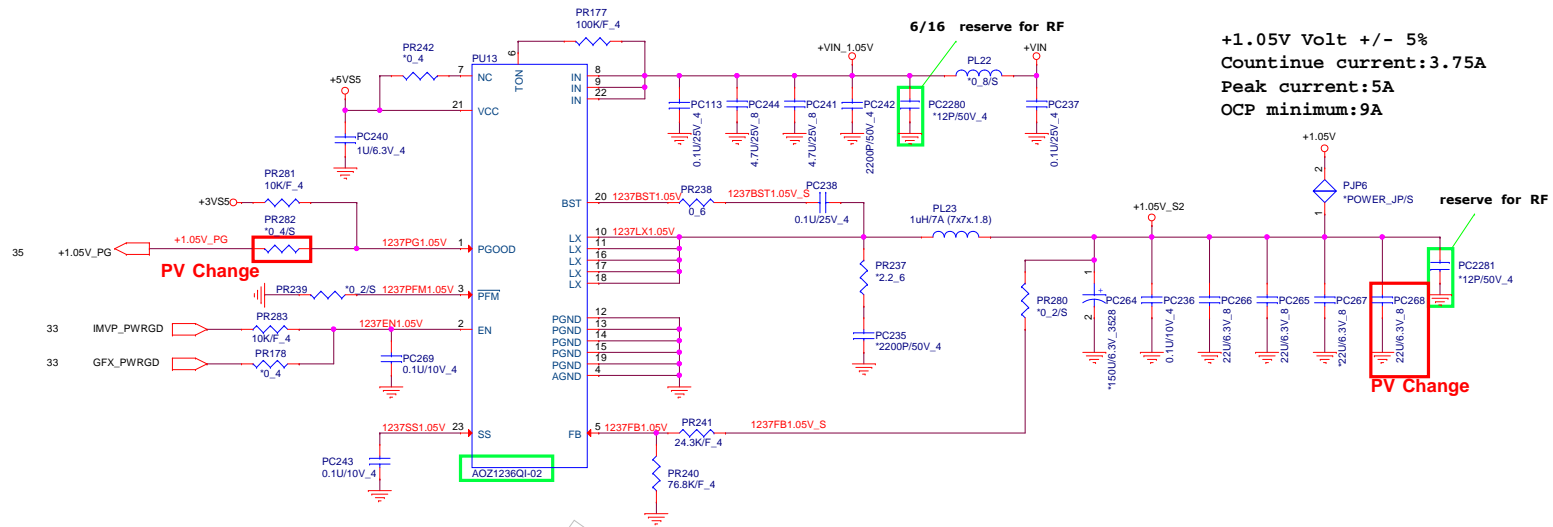 6/16 reserve for RF
+1.05V Volt +/- 5%
Countinue current:3.75A
Peak current:5A
OCP minimum:9A
PR177
100K/F_4
PR242
*0_4
+5VS5
PU13
6
TON
7
NC
21
VCC
PC240
1U/6.3V_4
8
IN
9
IN
22
IN
+VIN_1.05V
+VIN
PL22
*0_8/S
PC113
0.1U/25V_4
PC244
4.7U/25V_8
PC241
4.7U/25V_8
PC242
2200P/50V_4
PC2280
*12P/50V_4
PC237
0.1U/25V_4
PR281
10K/F_4
+3VS5
PR282
*0_4/S
35
+1.05V_PG
+1.05V_PG
1237PG1.05V
1
PGOOD
PV Change
PR239
*0_2/S
1237PFM1.05V
3
PFM
33
IMVP_PWRGD
PR283
10K/F_4
1237EN1.05V
2
EN
33
GFX_PWRGD
PR178
*0_4
PC269
0.1U/10V_4
1237SS1.05V
23
SS
PC243
0.1U/10V_4
AOZ1236QI-02
20
BST
1237BST1.05V
PR238
0_6
1237BST1.05V_S
PC238
0.1U/25V_4
10
LX
1237LX1.05V
11
LX
16
LX
17
LX
18
LX
PL23
1uH/7A (7x7x.1.8)
12
PGND
13
PGND
14
PGND
15
PGND
19
PGND
4
AGND
PR237
*2.2_6
PC235
*2200P/50V_4
5
FB
1237FB1.05V
PR241
24.3K/F_4
1237FB1.05V_S
PR240
76.8K/F_4
PR280
*0_2/S
+1.05V_S2
+1.05V
2
PJP6
*POWER_JP/S
1
reserve for RF
1
+
PC264
2
*150U/6.3V_3528
PC236
0.1U/10V_4
PC266
22U/6.3V_8
PC265
22U/6.3V_8
PC267
*22U/6.3V_8
PC268
22U/6.3V_8
PC2281
*12P/50V_4
PV Change